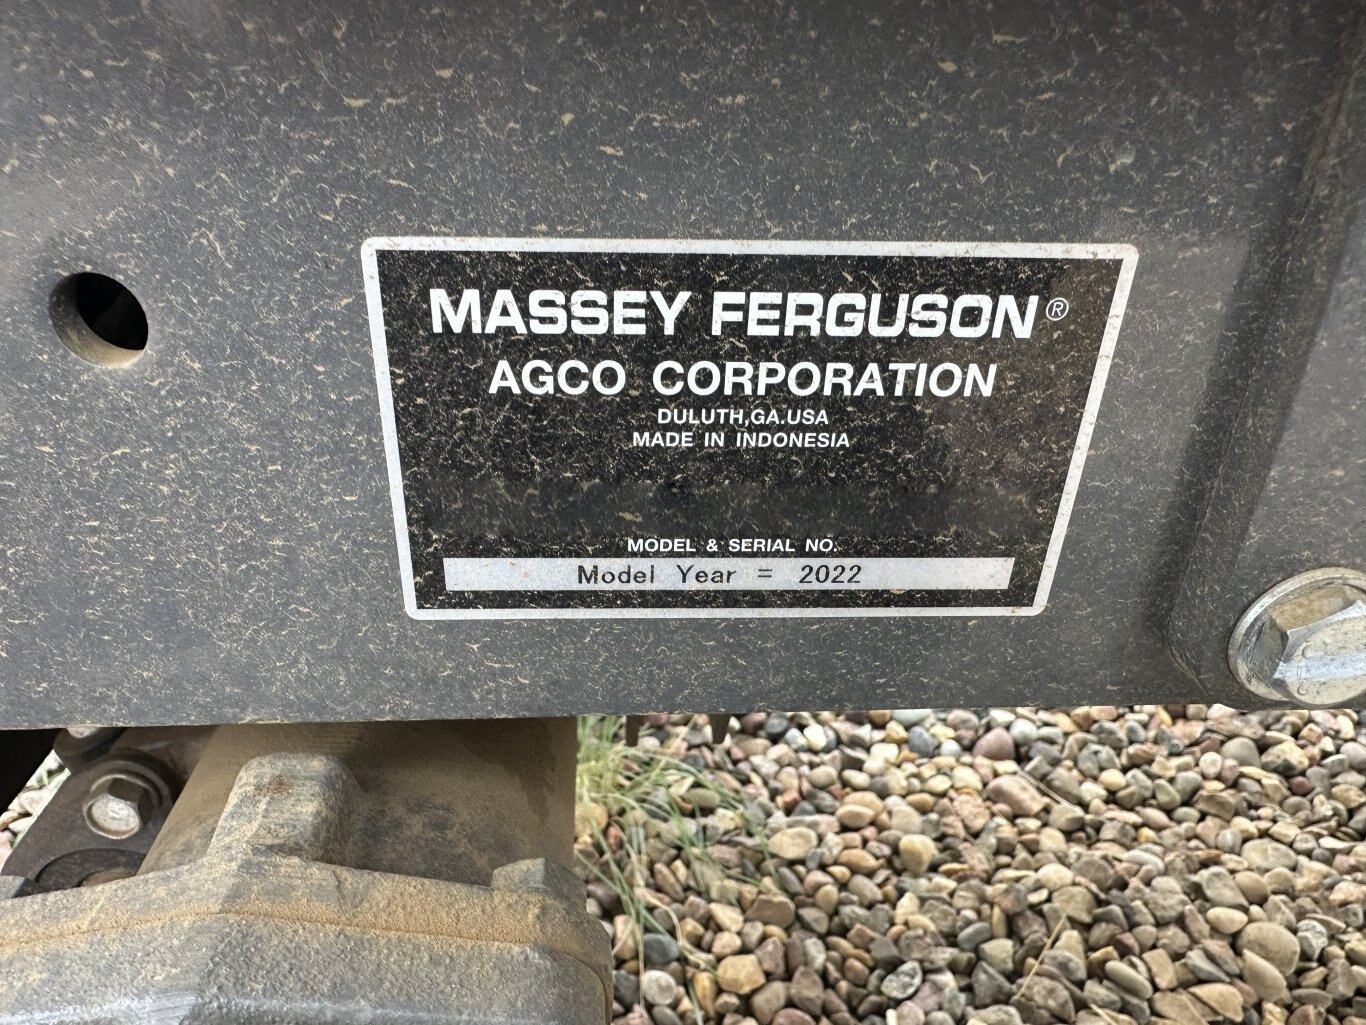 MASSEY FERGUSON®
AGCO CORPORATION
DULUTH,GA.USA
MADE IN INDONESIA
MODEL & SERIAL NO.
Model Year = 2022